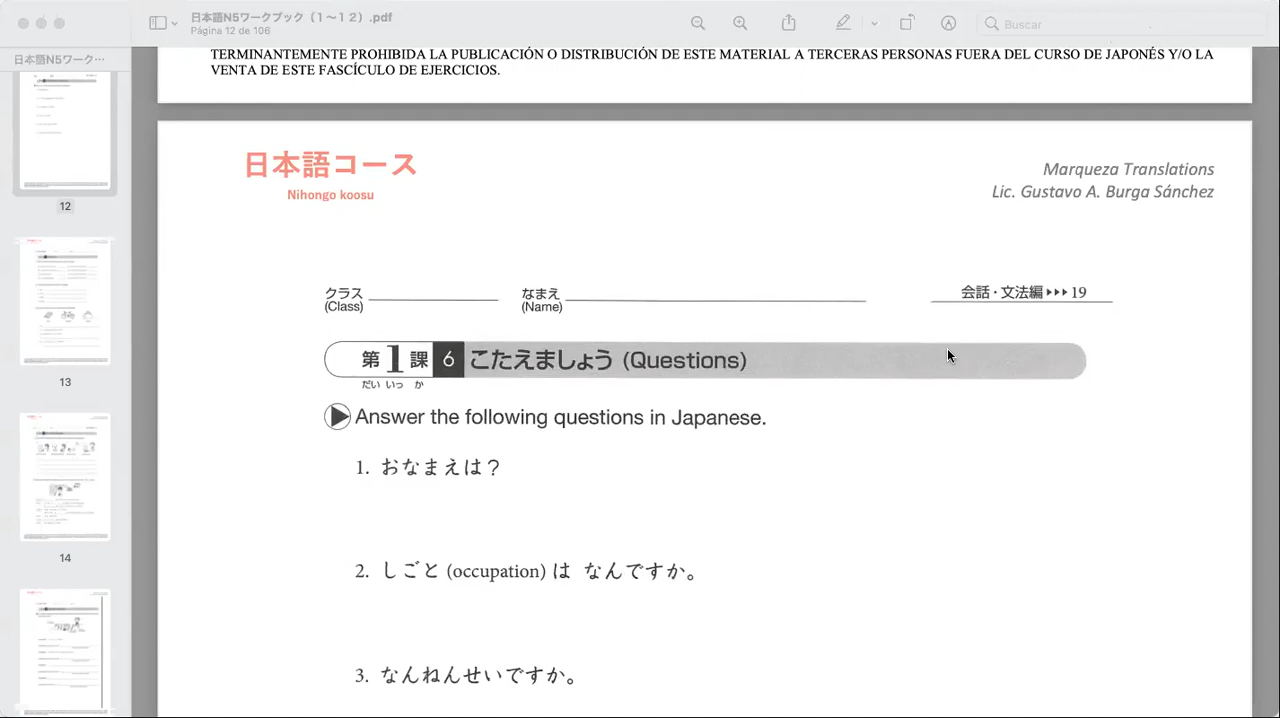 日本語N5ワークブック（１〜１２）.pdf
Página 12 de 106
Buscar
日本語N5ワーク…
12
13
14
TERMINANTEMENTE PROHIBIDA LA PUBLICACIÓN O DISTRIBUCIÓN DE ESTE MATERIAL A TERCERAS PERSONAS FUERA DEL CURSO DE JAPONÉS Y/O LA
VENTA DE ESTE FASCÍCULO DE EJERCICIOS.
日本語コース
Nihongo koosu
Marqueza Translations
Lic. Gustavo A. Burga Sánchez
クラス
(Class)
なまえ
(Name)
会話・文法編 ▸▸▸ 19
第1課 6 こたえましょう (Questions)
だい いっ か
Answer the following questions in Japanese.
1. おなまえは？
2. しごと (occupation) は なんですか。
3. なんねんせいですか。